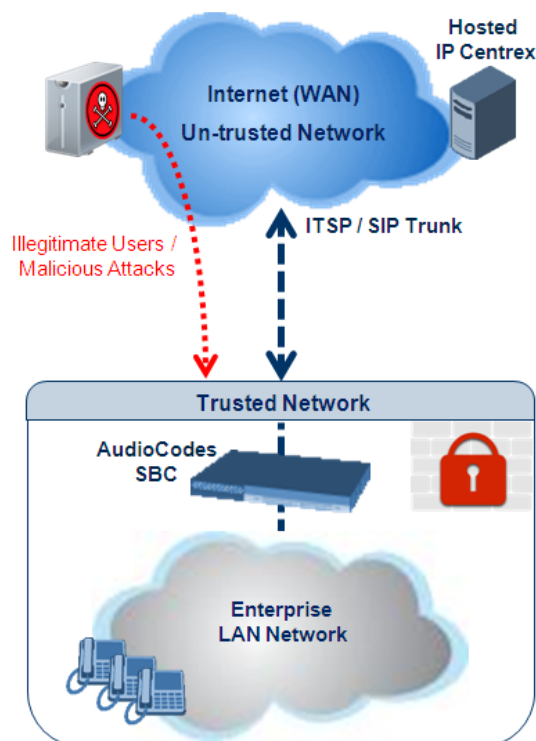 Hosted
IP Centrex
Internet (WAN)
Un-trusted Network
ITSP / SIP Trunk
Illegitimate Users /
Malicious Attacks
Trusted Network
AudioCodes
SBC
Enterprise
LAN Network